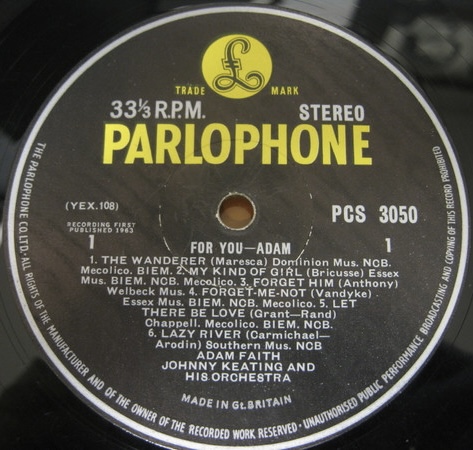 £
TRADE MARK
33⅓ R.P.M. STEREO
PARLOPHONE
(YEX.108) PCS 3050
RECORDING FIRST
PUBLISHED 1963
1 1
FOR YOU—ADAM
1. THE WANDERER (Maresca) Dominion Mus. NCB.
Mecolico. BIEM. 2. MY KIND OF GIRL (Bricusse) Essex
Mus. BIEM. NCB. Mecolico. 3. FORGET HIM (Anthony)
Welbeck Mus. 4. FORGET-ME-NOT (Vandyke)
Essex Mus. BIEM. NCB. Mecolico. 5. LET
THERE BE LOVE (Grant—Rand)
Chappell. Mecolico. BIEM. NCB.
6. LAZY RIVER (Carmichael—
Arodin) Southern Mus. NCB
ADAM FAITH
JOHNNY KEATING AND
HIS ORCHESTRA
MADE IN Gt. BRITAIN
THE PARLOPHONE CO. LTD. · ALL RIGHTS OF THE MANUFACTURER AND OF THE OWNER OF THE RECORDED WORK RESERVED · UNAUTHORISED PUBLIC PERFORMANCE BROADCASTING AND COPYING OF THIS RECORD PROHIBITED